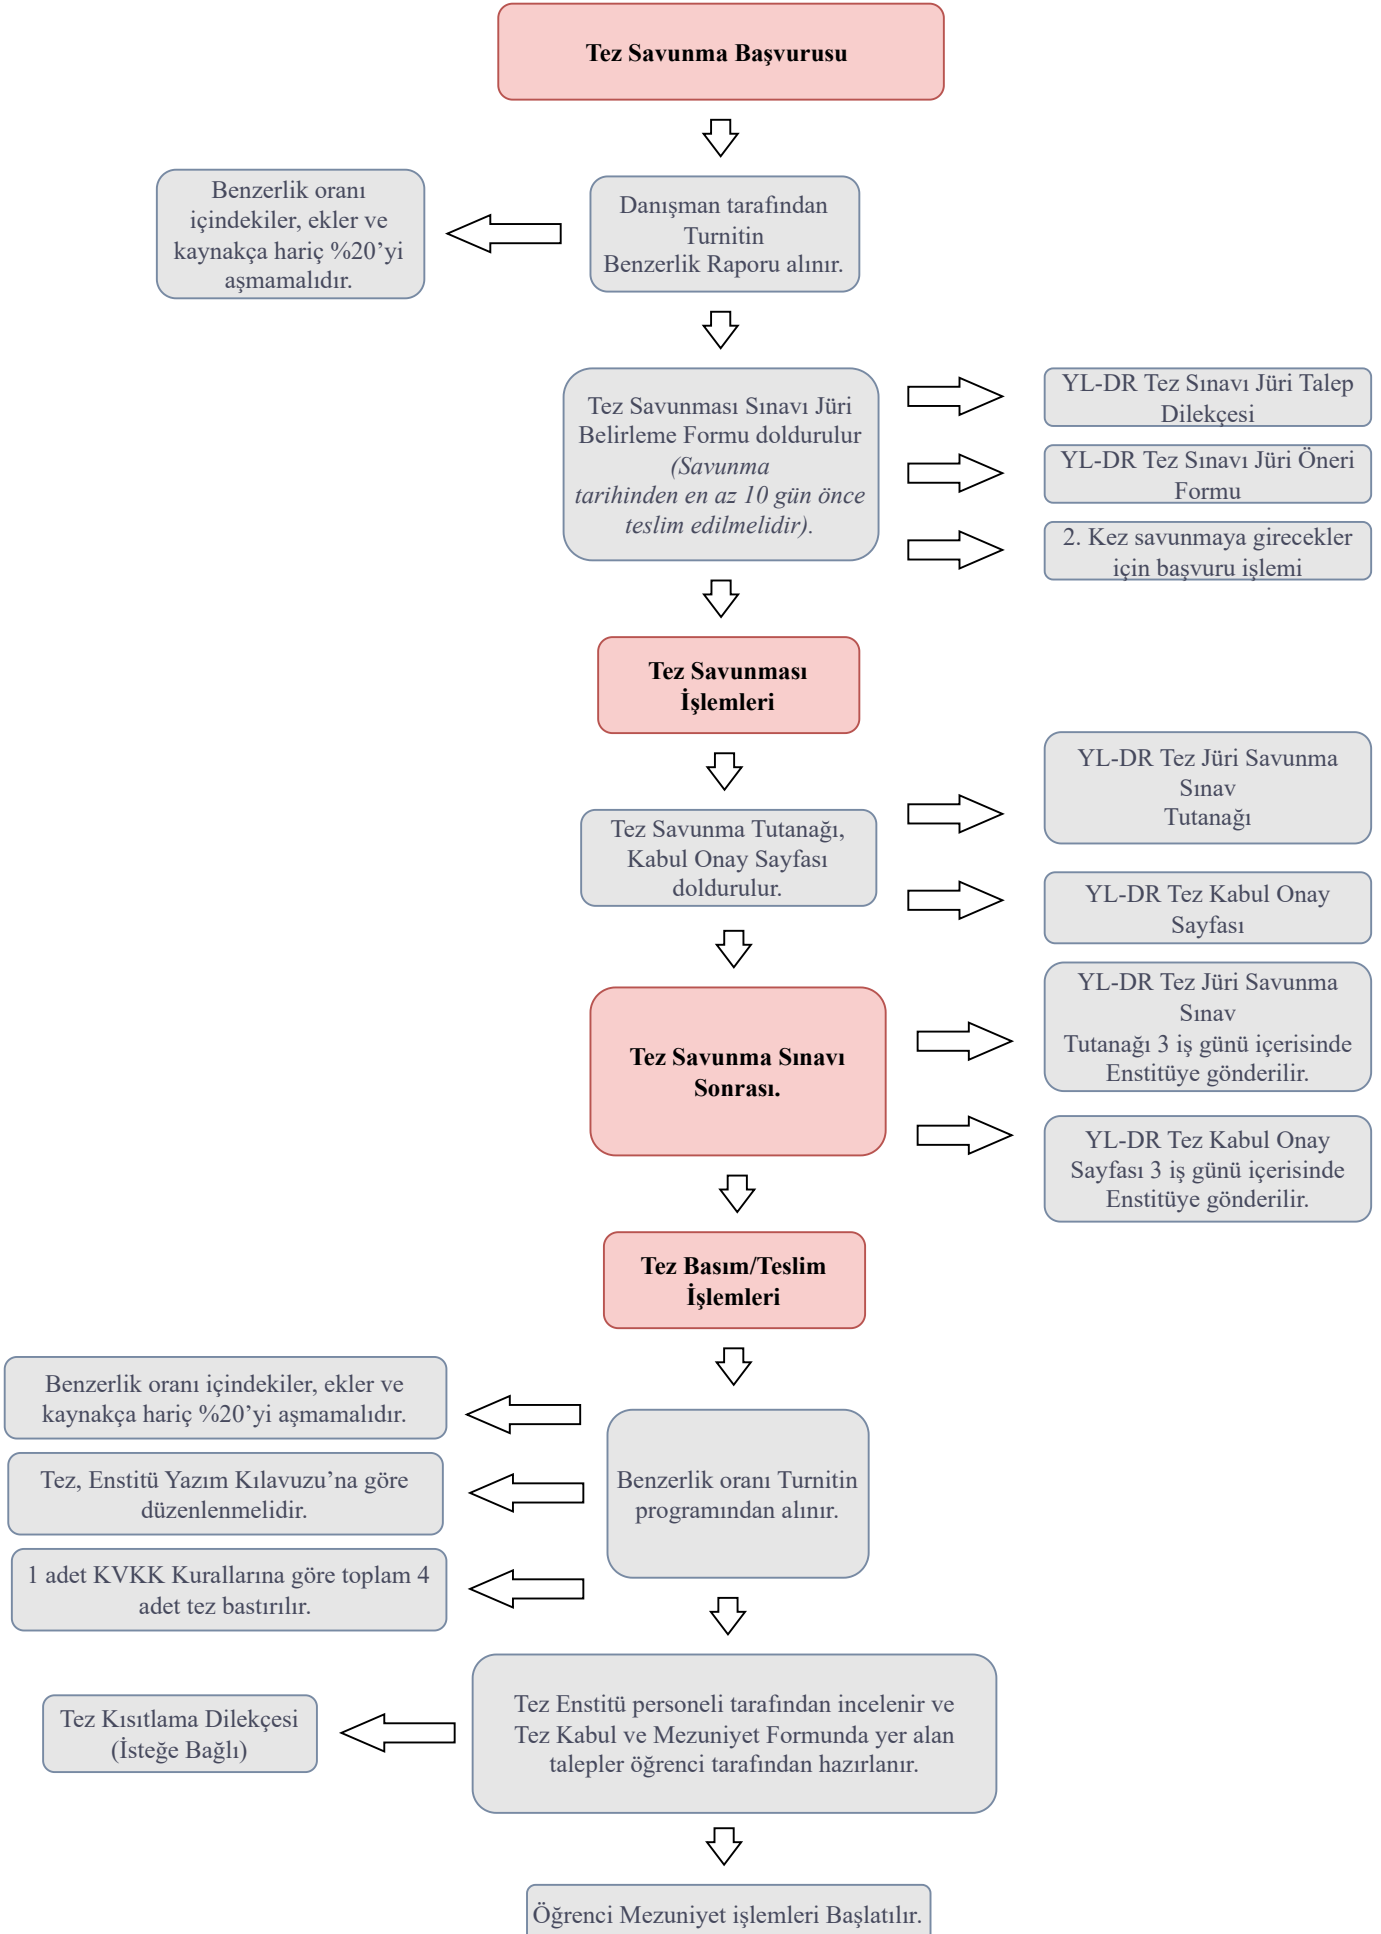 Tez Savunma Başvurusu
Benzerlik oranı
içindekiler, ekler ve
kaynakça hariç %20’yi
aşmamalıdır.
Danışman tarafından
Turnitin
Benzerlik Raporu alınır.
Tez Savunması Sınavı Jüri
Belirleme Formu doldurulur
(Savunma
tarihinden en az 10 gün önce
teslim edilmelidir).
YL-DR Tez Sınavı Jüri Talep
Dilekçesi
YL-DR Tez Sınavı Jüri Öneri
Formu
2. Kez savunmaya girecekler
için başvuru işlemi
Tez Savunması
İşlemleri
Tez Savunma Tutanağı,
Kabul Onay Sayfası
doldurulur.
YL-DR Tez Jüri Savunma
Sınav
Tutanağı
YL-DR Tez Kabul Onay
Sayfası
Tez Savunma Sınavı
Sonrası.
YL-DR Tez Jüri Savunma
Sınav
Tutanağı 3 iş günü içerisinde
Enstitüye gönderilir.
YL-DR Tez Kabul Onay
Sayfası 3 iş günü içerisinde
Enstitüye gönderilir.
Tez Basım/Teslim
İşlemleri
Benzerlik oranı içindekiler, ekler ve
kaynakça hariç %20’yi aşmamalıdır.
Tez, Enstitü Yazım Kılavuzu’na göre
düzenlenmelidir.
1 adet KVKK Kurallarına göre toplam 4
adet tez bastırılır.
Benzerlik oranı Turnitin
programından alınır.
Tez Kısıtlama Dilekçesi
(İsteğe Bağlı)
Tez Enstitü personeli tarafından incelenir ve
Tez Kabul ve Mezuniyet Formunda yer alan
talepler öğrenci tarafından hazırlanır.
Öğrenci Mezuniyet işlemleri Başlatılır.